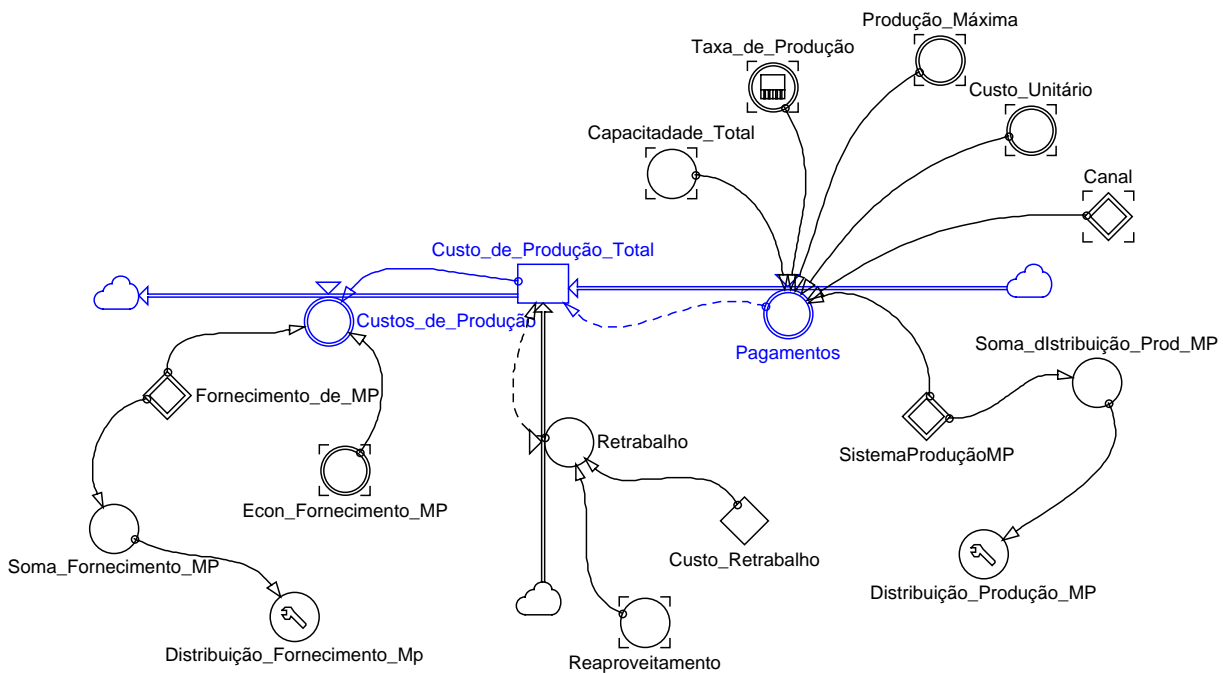 Produção_Máxima
Taxa_de_Produção
Custo_Unitário
Capacitadade_Total
Canal
Custo_de_Produção_Total
Custos_de_Produção
Pagamentos
Soma_dIstribuição_Prod_MP
Fornecimento_de_MP
Retrabalho
SistemaProduçãoMP
Econ_Fornecimento_MP
Custo_Retrabalho
Soma_Fornecimento_MP
Distribuição_Produção_MP
Distribuição_Fornecimento_Mp
Reaproveitamento